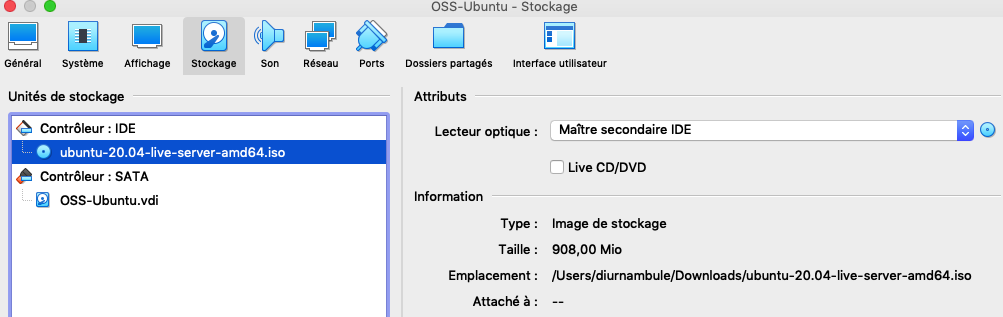 OSS-Ubuntu - Stockage
Général Système Affichage Stockage Son Réseau Ports Dossiers partagés Interface utilisateur
Unités de stockage
Contrôleur : IDE
ubuntu-20.04-live-server-amd64.iso
Contrôleur : SATA
OSS-Ubuntu.vdi
Attributs
Lecteur optique : Maître secondaire IDE
Live CD/DVD
Information
Type : Image de stockage
Taille : 908,00 Mio
Emplacement : /Users/diurnambule/Downloads/ubuntu-20.04-live-server-amd64.iso
Attaché à : --